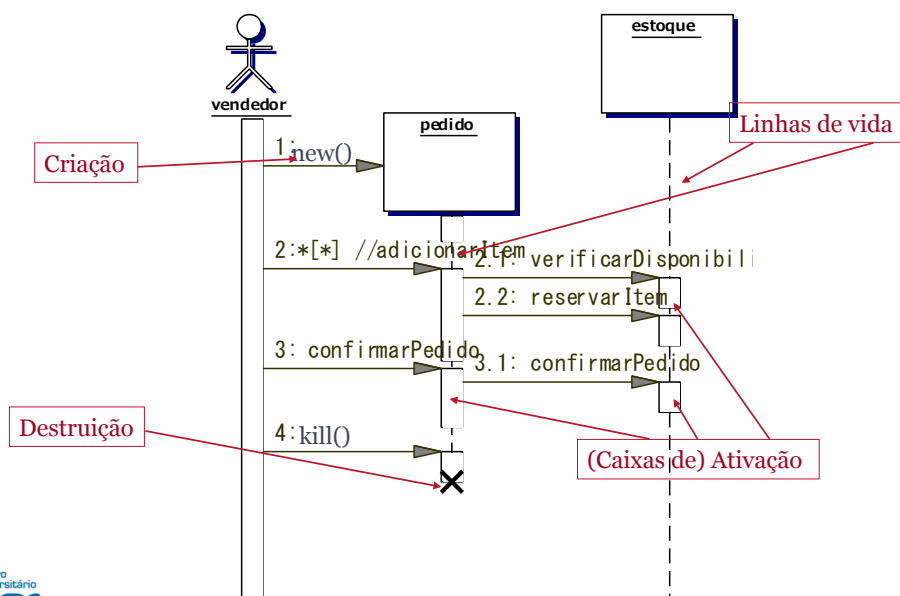 estoque
vendedor
pedido
Linhas de vida
Criação
1:new()
2:*[*] //adicionarItem
2.1: verificarDisponibili
2.2: reservarItem
3: confirmarPedido
3.1: confirmarPedido
Destruição
4:kill()
(Caixas de) Ativação
rsitário